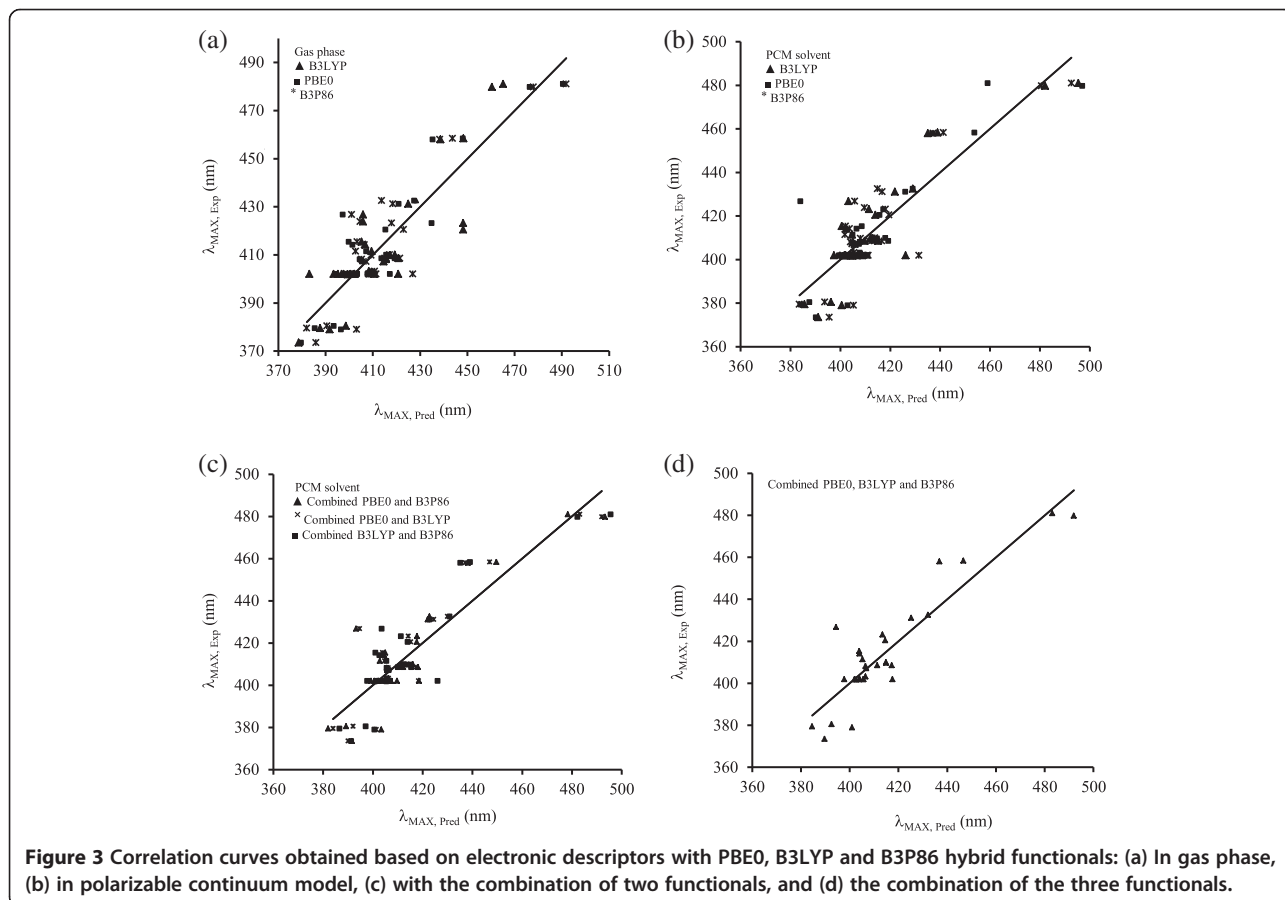 (a)
Gas phase
▲ B3LYP
■ PBE0
* B3P86
490
470
450
430
410
390
370
370 390 410 430 450 470 490 510
λMAX, Exp (nm)
λMAX, Pred (nm)
(b)
PCM solvent
▲ B3LYP
■ PBE0
* B3P86
500
480
460
440
420
400
380
360
360 380 400 420 440 460 480 500
λMAX, Exp (nm)
λMAX, Pred (nm)
(c)
PCM solvent
▲ Combined PBE0 and B3P86
× Combined PBE0 and B3LYP
■ Combined B3LYP and B3P86
500
480
460
440
420
400
380
360
360 380 400 420 440 460 480 500
λMAX, Exp (nm)
λMAX, Pred (nm)
(d)
Combined PBE0, B3LYP and B3P86
500
480
460
440
420
400
380
360
360 380 400 420 440 460 480 500
λMAX, Exp (nm)
λMAX, Pred (nm)
Figure 3 Correlation curves obtained based on electronic descriptors with PBE0, B3LYP and B3P86 hybrid functionals: (a) In gas phase,
(b) in polarizable continuum model, (c) with the combination of two functionals, and (d) the combination of the three functionals.